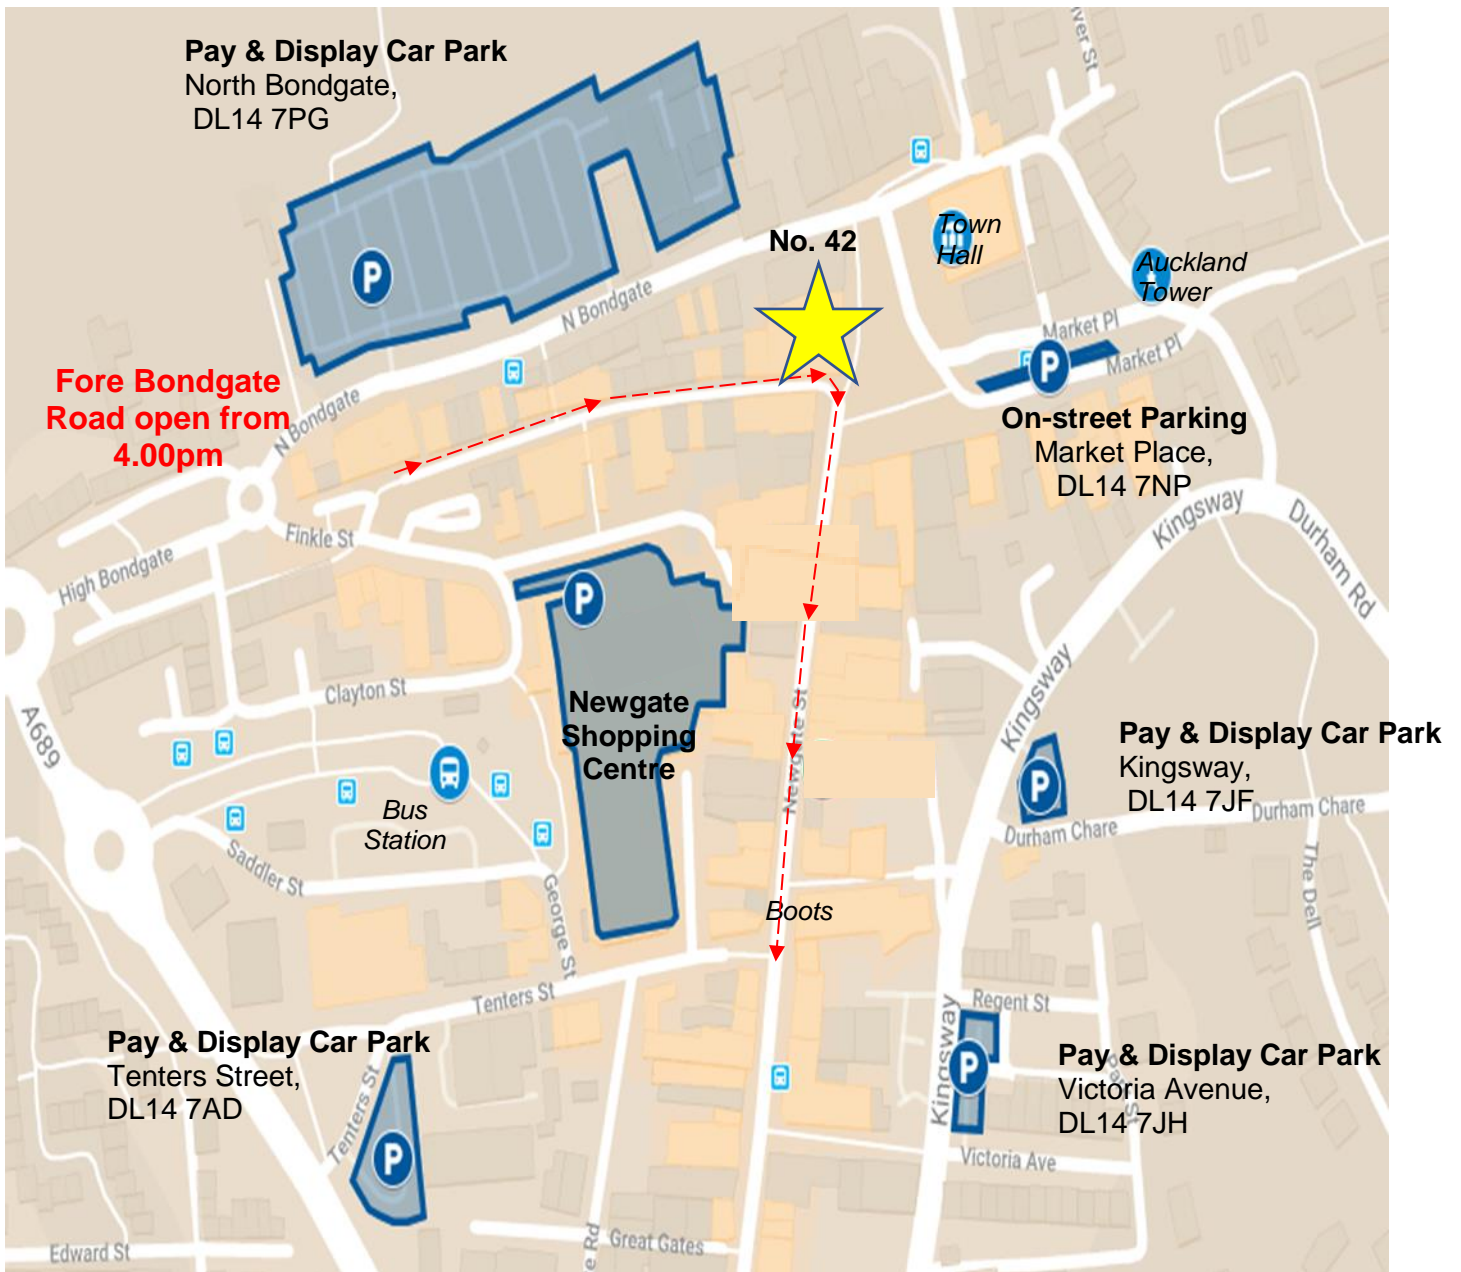 Pay & Display Car Park
North Bondgate,
DL14 7PG
No. 42
Town
Hall
Auckland
Tower
N Bondgate
Market Pl
Market Pl
Fore Bondgate
Road open from
4.00pm
N Bondgate
On-street Parking
Market Place,
DL14 7NP
P
P
Finkle St
High Bondgate
Kingsway
Durham Rd
P
Clayton St
Newgate
Shopping
Centre
Newgate St
Kingsway
A689
Pay & Display Car Park
Kingsway,
DL14 7JF
P
Durham Chare
Durham Chare
Bus
Station
Saddler St
George St
The Dell
Boots
Tenters St
Kingsway
Regent St
Pay & Display Car Park
Tenters Street,
DL14 7AD
Tenters St
P
P
Pay & Display Car Park
Victoria Avenue,
DL14 7JH
Victoria Ave
Great Gates
Edward St